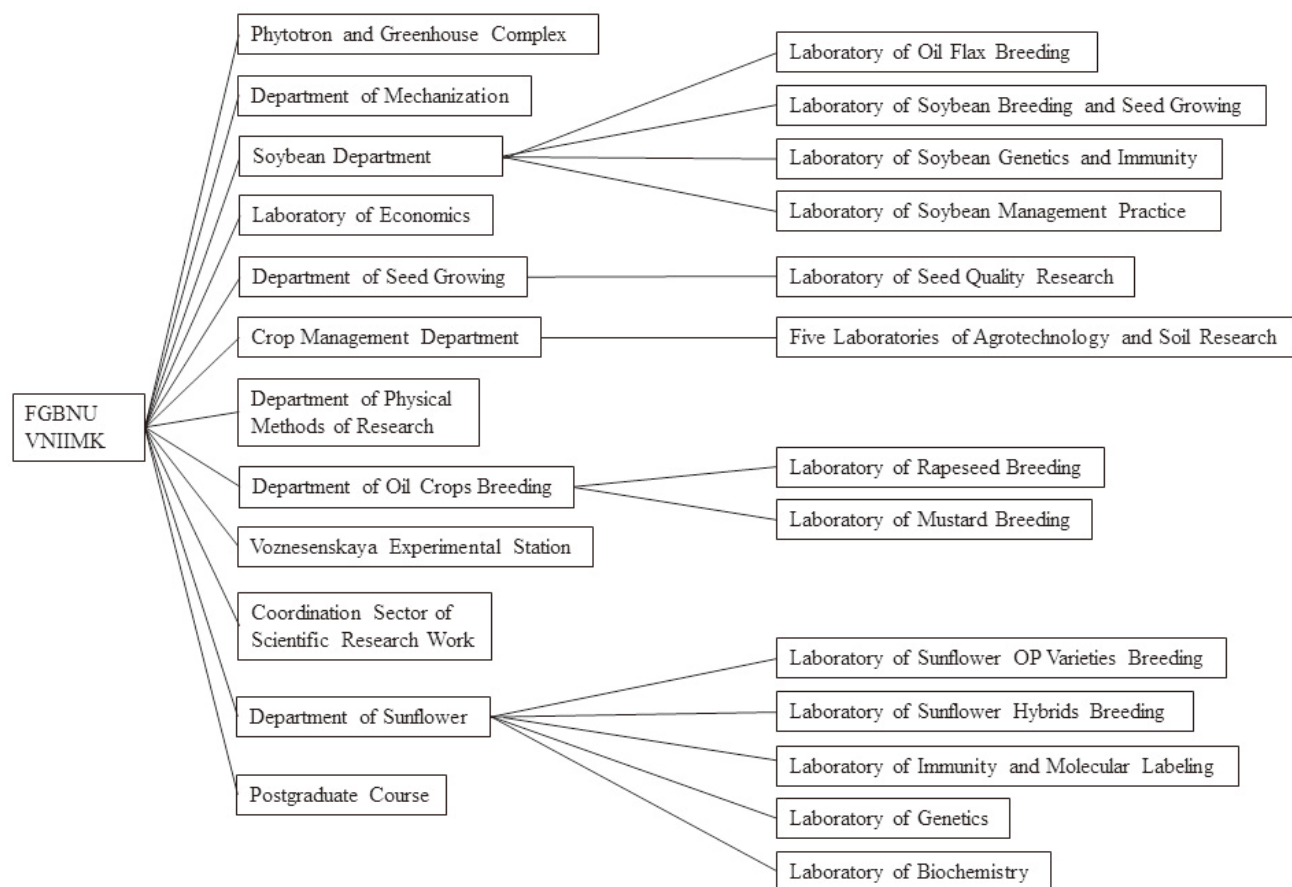 FGBNU
VNIIMK
Phytotron and Greenhouse Complex
Department of Mechanization
Soybean Department
Laboratory of Economics
Department of Seed Growing
Crop Management Department
Department of Physical
Methods of Research
Department of Oil Crops Breeding
Voznesenskaya Experimental Station
Coordination Sector of
Scientific Research Work
Department of Sunflower
Postgraduate Course
Laboratory of Oil Flax Breeding
Laboratory of Soybean Breeding and Seed Growing
Laboratory of Soybean Genetics and Immunity
Laboratory of Soybean Management Practice
Laboratory of Seed Quality Research
Five Laboratories of Agrotechnology and Soil Research
Laboratory of Rapeseed Breeding
Laboratory of Mustard Breeding
Laboratory of Sunflower OP Varieties Breeding
Laboratory of Sunflower Hybrids Breeding
Laboratory of Immunity and Molecular Labeling
Laboratory of Genetics
Laboratory of Biochemistry